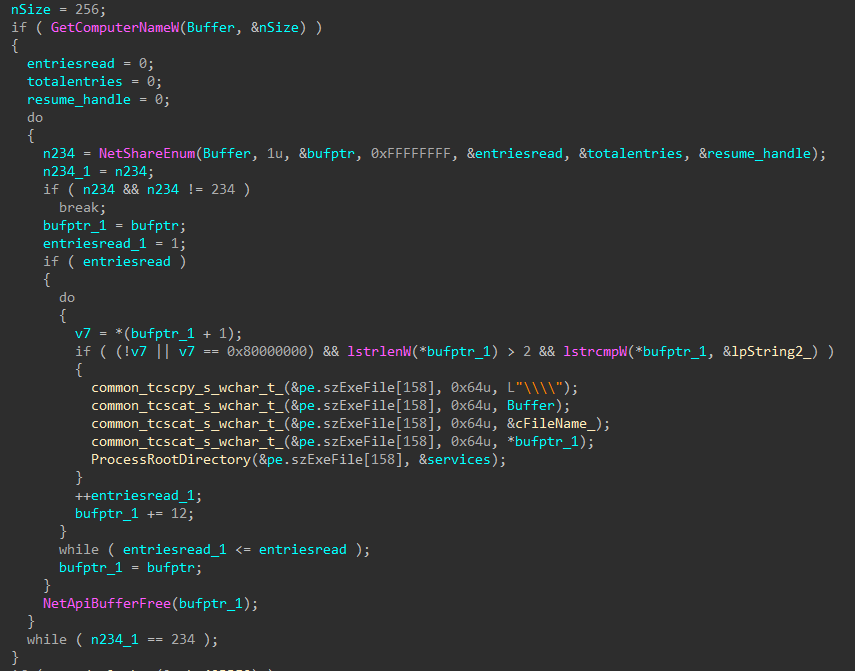 nSize = 256;
if ( GetComputerNameW(Buffer, &nSize) )
{
entriesread = 0;
totalentries = 0;
resume_handle = 0;
do
{
n234 = NetShareEnum(Buffer, 1u, &bufptr, 0xFFFFFFFF, &entriesread, &totalentries, &resume_handle);
n234_1 = n234;
if ( n234 && n234 != 234 )
break;
bufptr_1 = bufptr;
entriesread_1 = 1;
if ( entriesread )
{
do
{
v7 = *(bufptr_1 + 1);
if ( (!v7 || v7 == 0x80000000) && lstrlenW(*bufptr_1) > 2 && lstrcmpW(*bufptr_1, &lpString2_) )
{
common_tcscpy_s_wchar_t_(&pe.szExeFile[158], 0x64u, L"\\\\");
common_tcscat_s_wchar_t_(&pe.szExeFile[158], 0x64u, Buffer);
common_tcscat_s_wchar_t_(&pe.szExeFile[158], 0x64u, &cFileName_);
common_tcscat_s_wchar_t_(&pe.szExeFile[158], 0x64u, *bufptr_1);
ProcessRootDirectory(&pe.szExeFile[158], &services);
}
++entriesread_1;
bufptr_1 += 12;
}
while ( entriesread_1 <= entriesread );
bufptr_1 = bufptr;
}
NetApiBufferFree(bufptr_1);
}
while ( n234_1 == 234 );
}